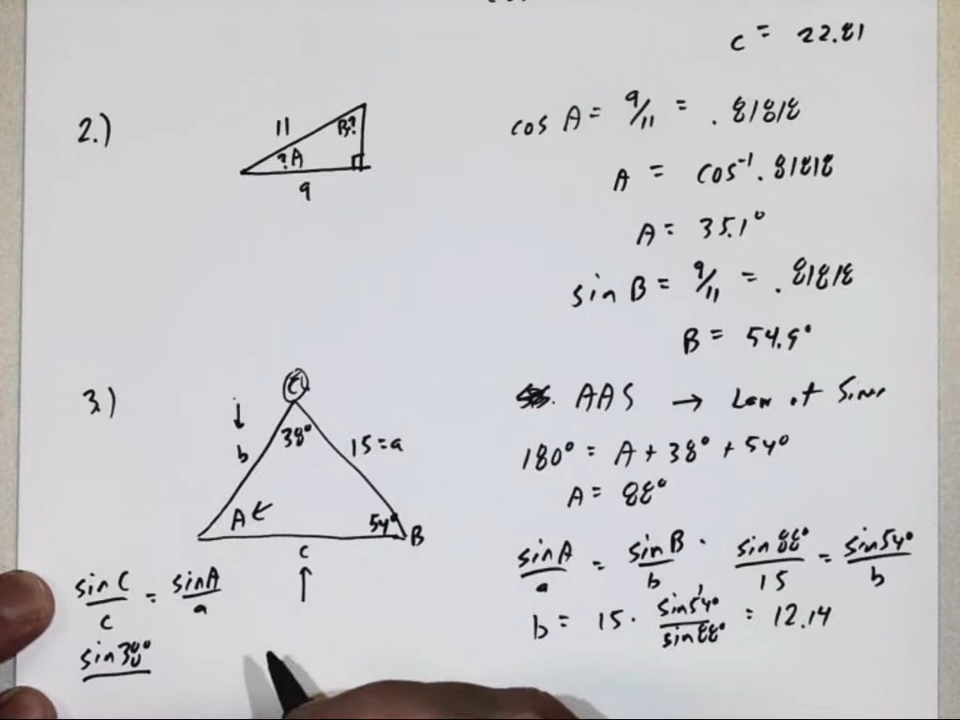 c = 22.81
2.)
11
B?
?A
9
cos A = 9/11 = .81818
A = cos⁻¹ .81818
A = 35.1°
sin B = 9/11 = .81818
B = 54.9°
3.)
C
b
38°
15=a
A
54°
B
c
AAS → Law of Sines
180° = A + 38° + 54°
A = 88°
sinA/a = sinB/b . sin88°/15 = sin54°/b
b = 15 · sin54°/sin88° = 12.14
sinC/c = sinA/a
sin38°